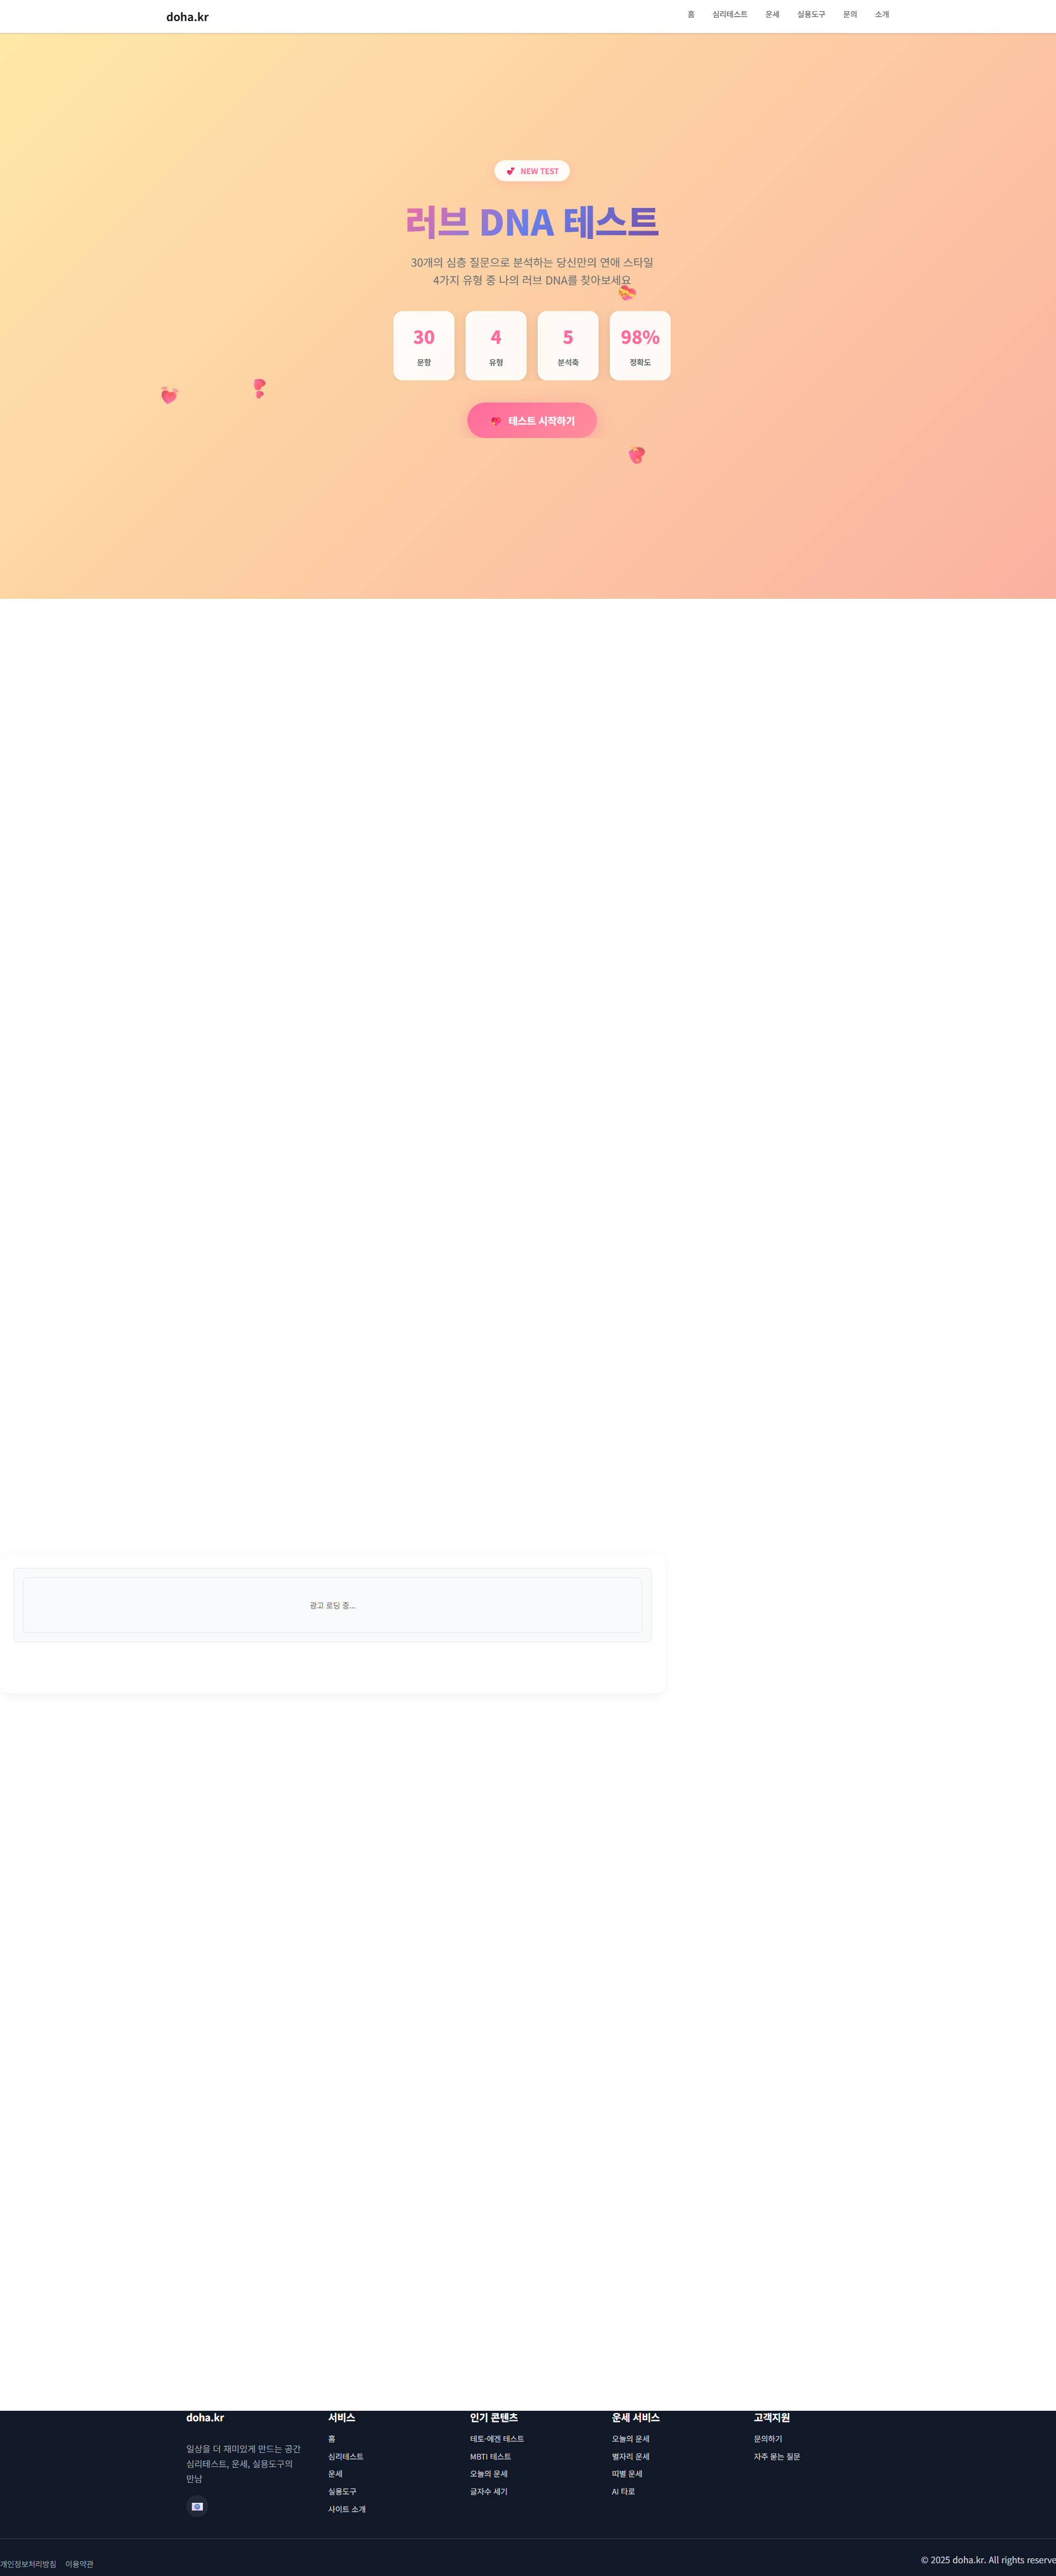 doha.kr
홈 심리테스트 운세 실용도구 문의 소개
NEW TEST
러브 DNA 테스트
30개의 심층 질문으로 분석하는 당신만의 연애 스타일
4가지 유형 중 나의 러브 DNA를 찾아보세요
30 4 5 98%
문항 유형 분석축 정확도
테스트 시작하기
광고 로딩 중...
doha.kr
일상을 더 재미있게 만드는 공간
심리테스트, 운세, 실용도구의
만남
서비스
홈
심리테스트
운세
실용도구
사이트 소개
인기 콘텐츠
테토-에겐 테스트
MBTI 테스트
오늘의 운세
글자수 세기
운세 서비스
오늘의 운세
별자리 운세
띠별 운세
AI 타로
고객지원
문의하기
자주 묻는 질문
개인정보처리방침 이용약관
© 2025 doha.kr. All rights reserve